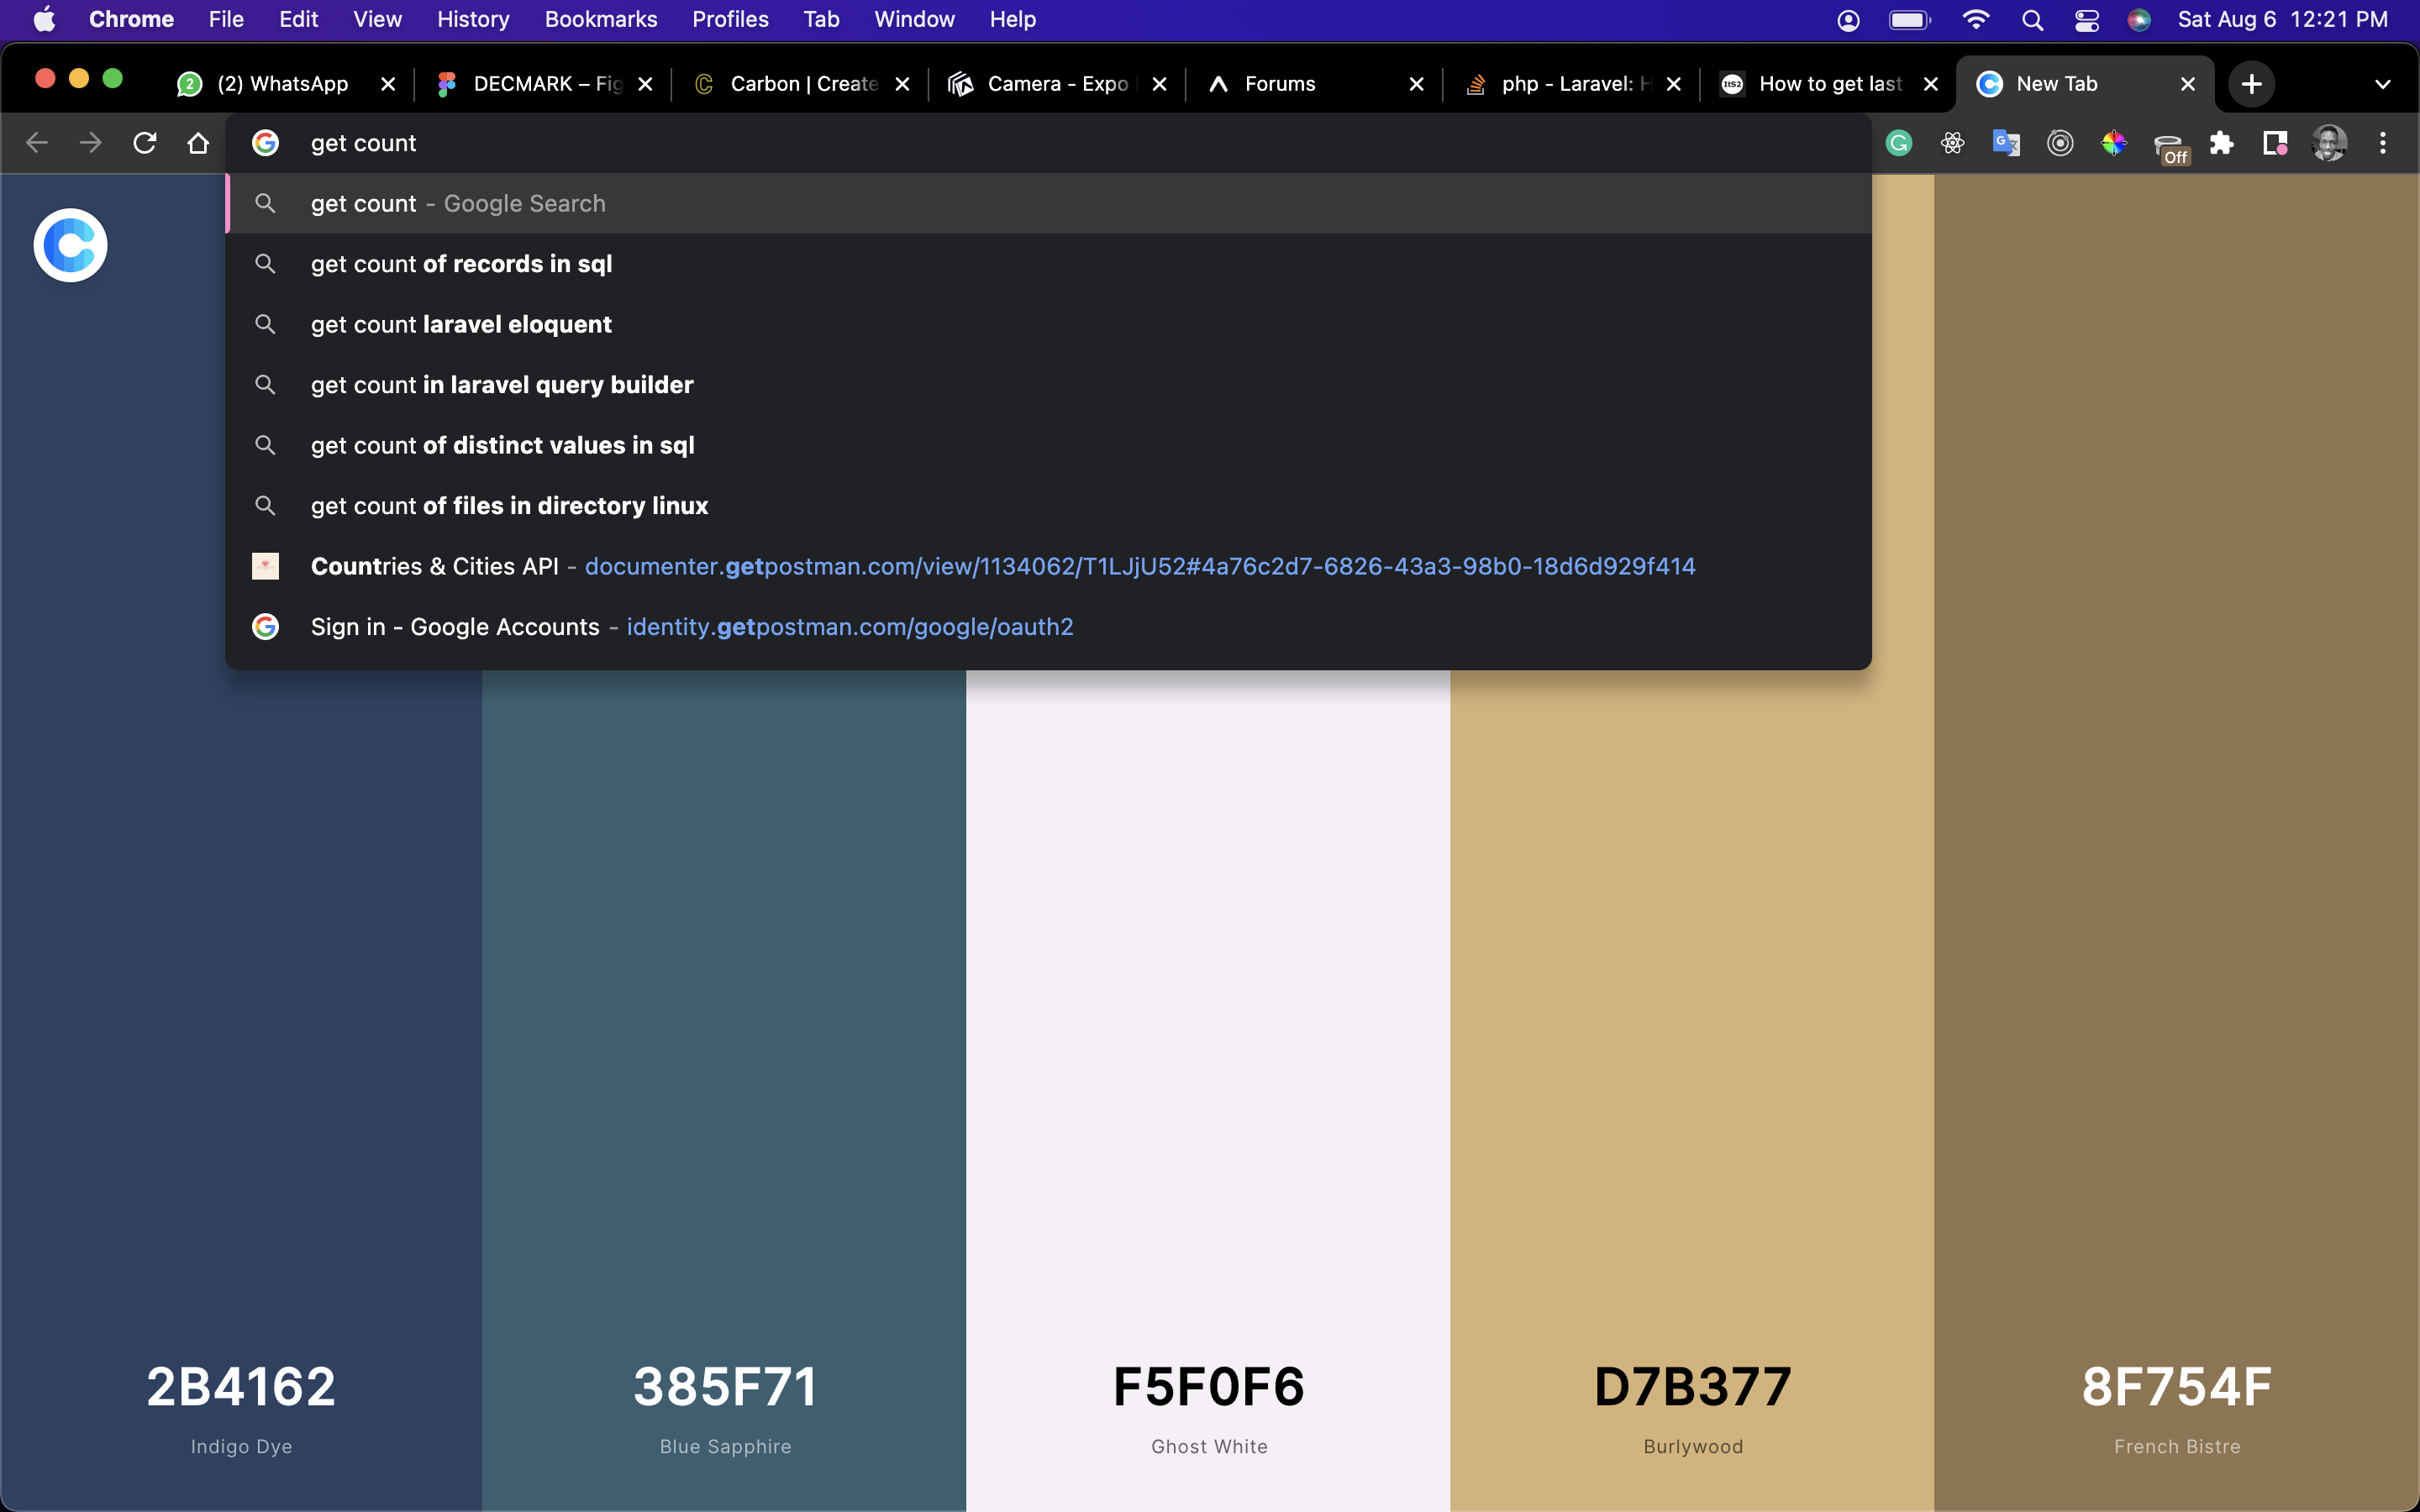 Chrome File Edit View History Bookmarks Profiles Tab Window Help Sat Aug 6 12:21 PM
2 (2) WhatsApp DECMARK – Fig Carbon | Create Camera - Expo Forums php - Laravel: H How to get last New Tab
get count Off
get count - Google Search
get count of records in sql
get count laravel eloquent
get count in laravel query builder
get count of distinct values in sql
get count of files in directory linux
Countries & Cities API - documenter.getpostman.com/view/1134062/T1LJjU52#4a76c2d7-6826-43a3-98b0-18d6d929f414
Sign in - Google Accounts - identity.getpostman.com/google/oauth2
2B4162 385F71 F5F0F6 D7B377 8F754F
Indigo Dye Blue Sapphire Ghost White Burlywood French Bistre